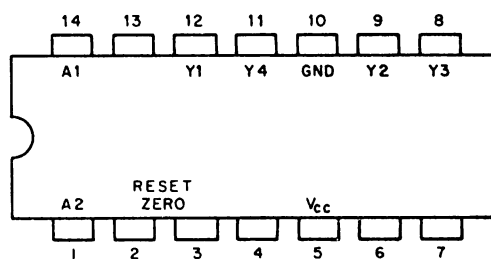 14 13 12 11 10 9 8
A1 Y1 Y4 GND Y2 Y3
RESET
A2 ZERO Vcc
1 2 3 4 5 6 7